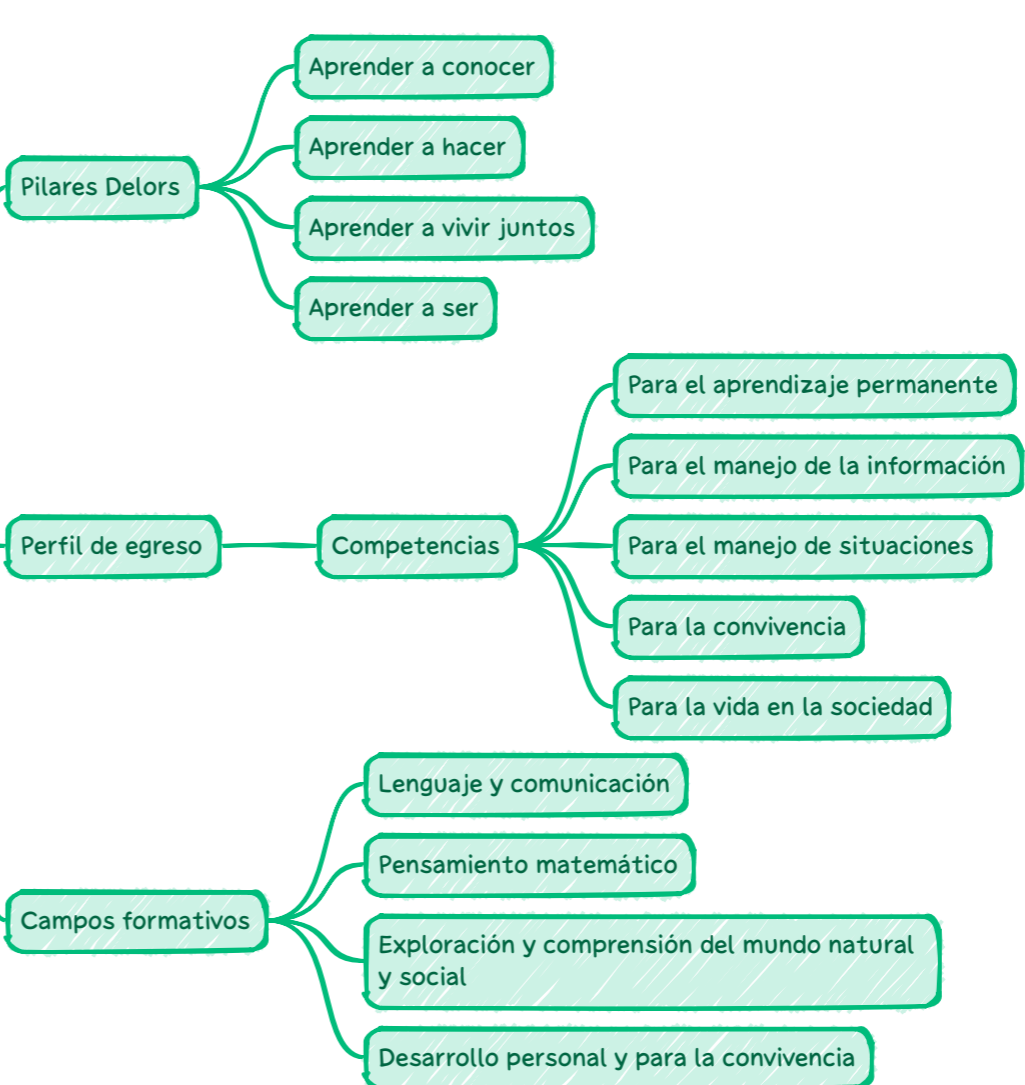 Pilares Delors
Aprender a conocer
Aprender a hacer
Aprender a vivir juntos
Aprender a ser
Perfil de egreso
Competencias
Para el aprendizaje permanente
Para el manejo de la información
Para el manejo de situaciones
Para la convivencia
Para la vida en la sociedad
Campos formativos
Lenguaje y comunicación
Pensamiento matemático
Exploración y comprensión del mundo natural
y social
Desarrollo personal y para la convivencia